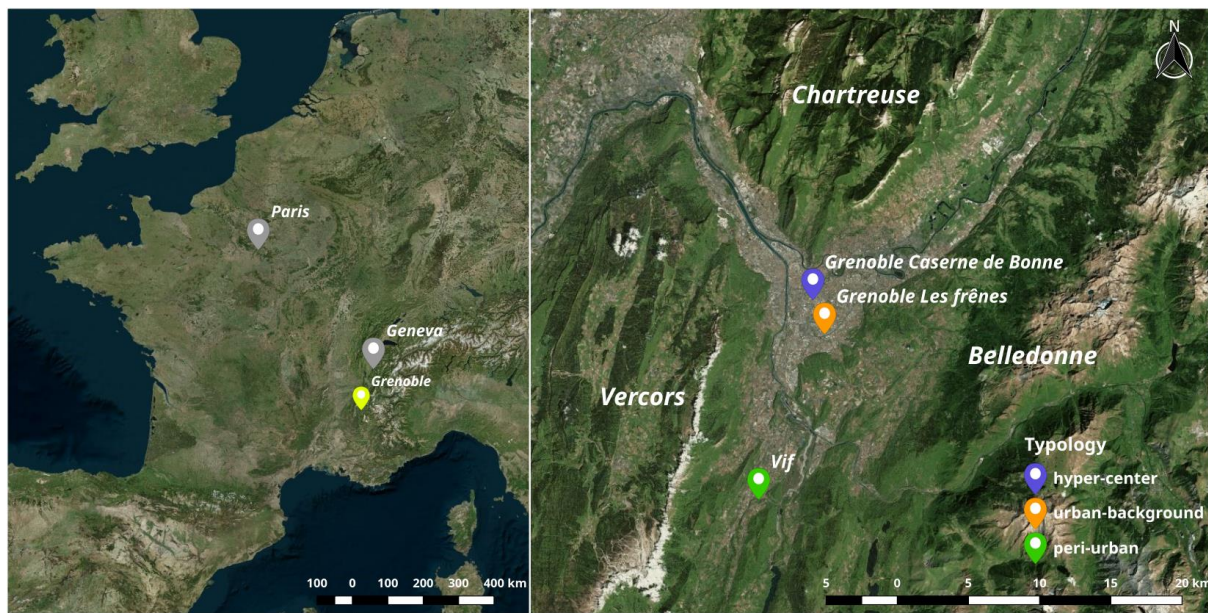 Paris
Geneva
Grenoble
100 0 100 200 300 400 km
N
Chartreuse
Grenoble Caserne de Bonne
Grenoble Les frênes
Belledonne
Vercors
Vif
Typology
hyper-center
urban-background
peri-urban
5 0 5 10 15 20 km